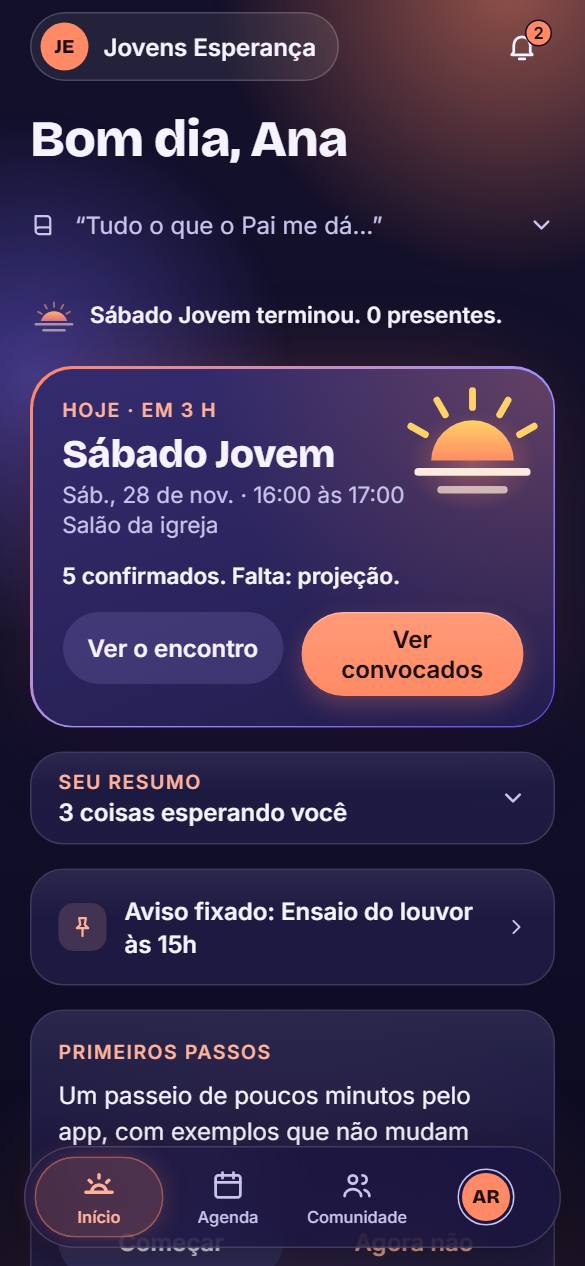 JE
Jovens Esperança
2
Bom dia, Ana
“Tudo o que o Pai me dá...”
Sábado Jovem terminou. 0 presentes.
HOJE · EM 3 H
Sábado Jovem
Sáb., 28 de nov. · 16:00 às 17:00
Salão da igreja
5 confirmados. Falta: projeção.
Ver o encontro
Ver
convocados
SEU RESUMO
3 coisas esperando você
Aviso fixado: Ensaio do louvor
às 15h
PRIMEIROS PASSOS
Um passeio de poucos minutos pelo
app, com exemplos que não mudam
Início
Agenda
Comunidade
AR
Começar
Agora não